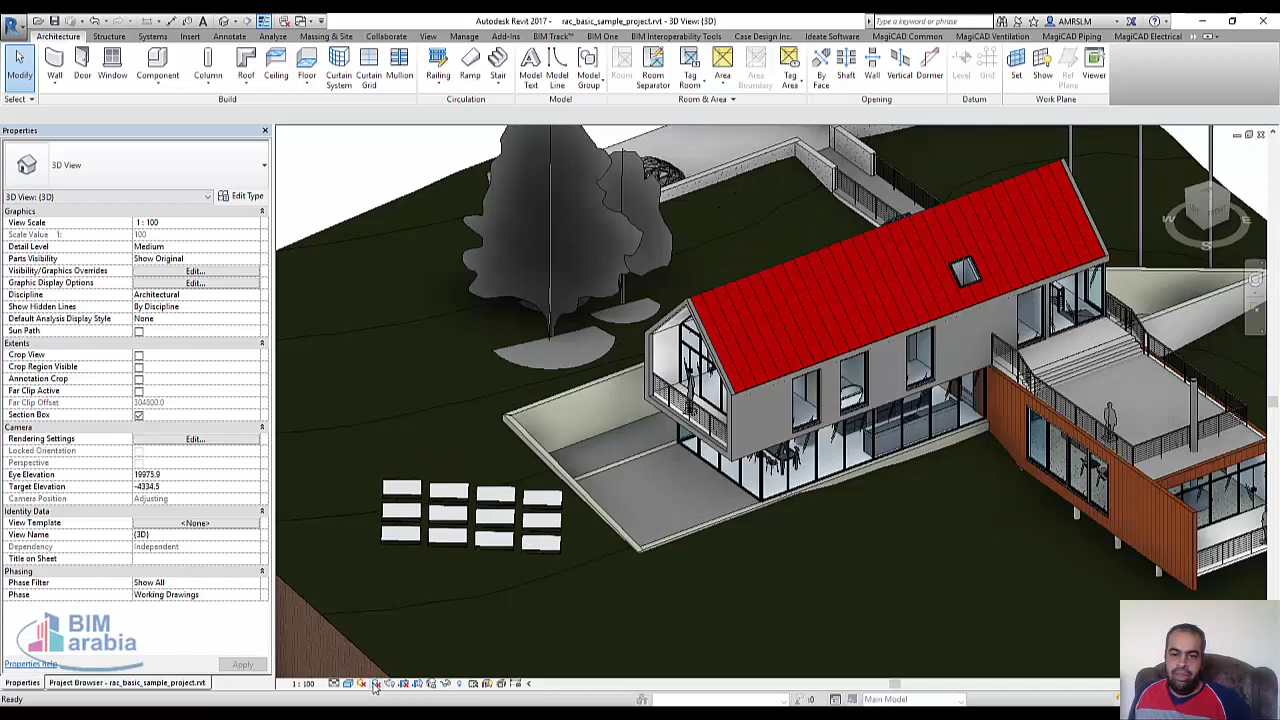 Autodesk Revit 2017 - rac_basic_sample_project.rvt - 3D View: {3D}
Type a keyword or phrase
AMRSLM
Architecture Structure Systems Insert Annotate Analyze Massing & Site Collaborate View Manage Add-Ins BIM Track™ BIM One BIM Interoperability Tools Case Design Inc. Ideate Software MagiCAD Common MagiCAD Ventilation MagiCAD Piping MagiCAD Electrical
Modify Wall Door Window Component Column Roof Ceiling Floor Curtain System Curtain Grid Mullion Railing Ramp Stair Model Text Model Line Model Group Room Room Separator Tag Room Area Area Boundary Tag Area By Face Shaft Wall Vertical Dormer Level Grid Set Show Ref Plane Viewer
Select Build Circulation Model Room & Area Opening Datum Work Plane
Properties
3D View
3D View: {3D} Edit Type
Graphics
View Scale 1 : 100
Scale Value 1: 100
Detail Level Medium
Parts Visibility Show Original
Visibility/Graphics Overrides Edit...
Graphic Display Options Edit...
Discipline Architectural
Show Hidden Lines By Discipline
Default Analysis Display Style None
Sun Path
Extents
Crop View
Crop Region Visible
Annotation Crop
Far Clip Active
Far Clip Offset 304800.0
Section Box
Camera
Rendering Settings Edit...
Locked Orientation
Perspective
Eye Elevation 19975.9
Target Elevation -4334.5
Camera Position Adjusting
Identity Data
View Template <None>
View Name {3D}
Dependency Independent
Title on Sheet
Phasing
Phase Filter Show All
Phase Working Drawings
BIM
arabia
Properties help Apply
Properties Project Browser - rac_basic_sample_project.rvt
1 : 100
Ready
:0
Main Model
W S E